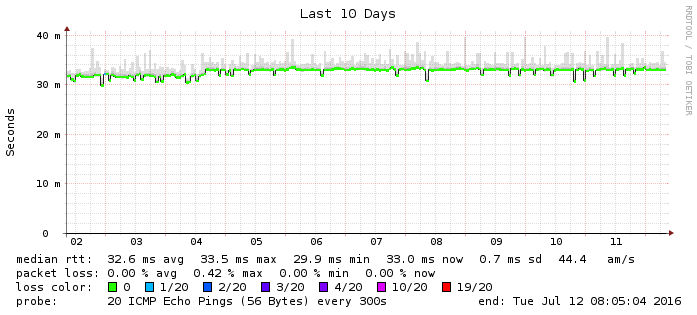 Last 10 Days
RRDTOOL / TOBI OETIKER
Seconds
40 m
30 m
20 m
10 m
0
02 03 04 05 06 07 08 09 10 11
median rtt: 32.6 ms avg 33.5 ms max 29.9 ms min 33.0 ms now 0.7 ms sd 44.4 am/s
packet loss: 0.00 % avg 0.42 % max 0.00 % min 0.00 % now
loss color: 0 1/20 2/20 3/20 4/20 10/20 19/20
probe: 20 ICMP Echo Pings (56 Bytes) every 300s end: Tue Jul 12 08:05:04 2016